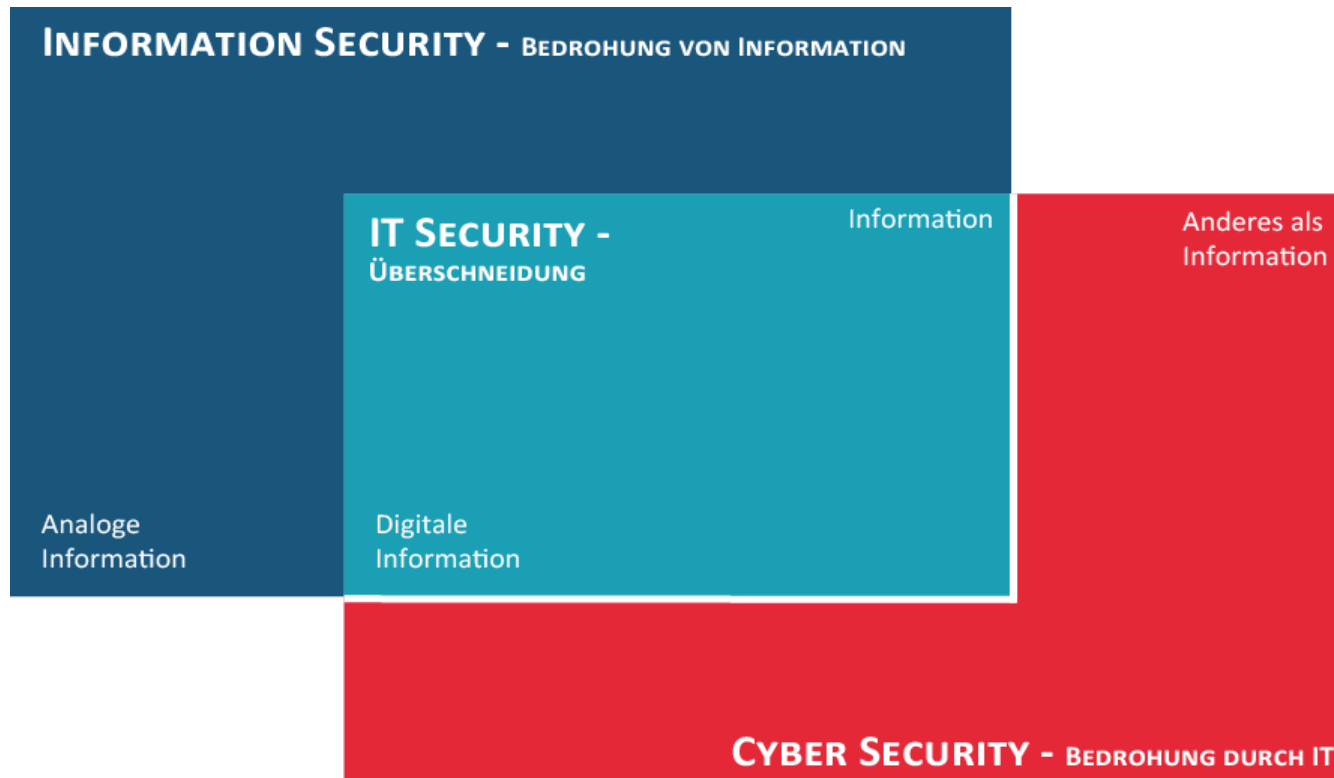 INFORMATION SECURITY - BEDROHUNG VON INFORMATION
IT SECURITY -
ÜBERSCHNEIDUNG
Information
Anderes als
Information
Analoge
Information
Digitale
Information
CYBER SECURITY - BEDROHUNG DURCH IT